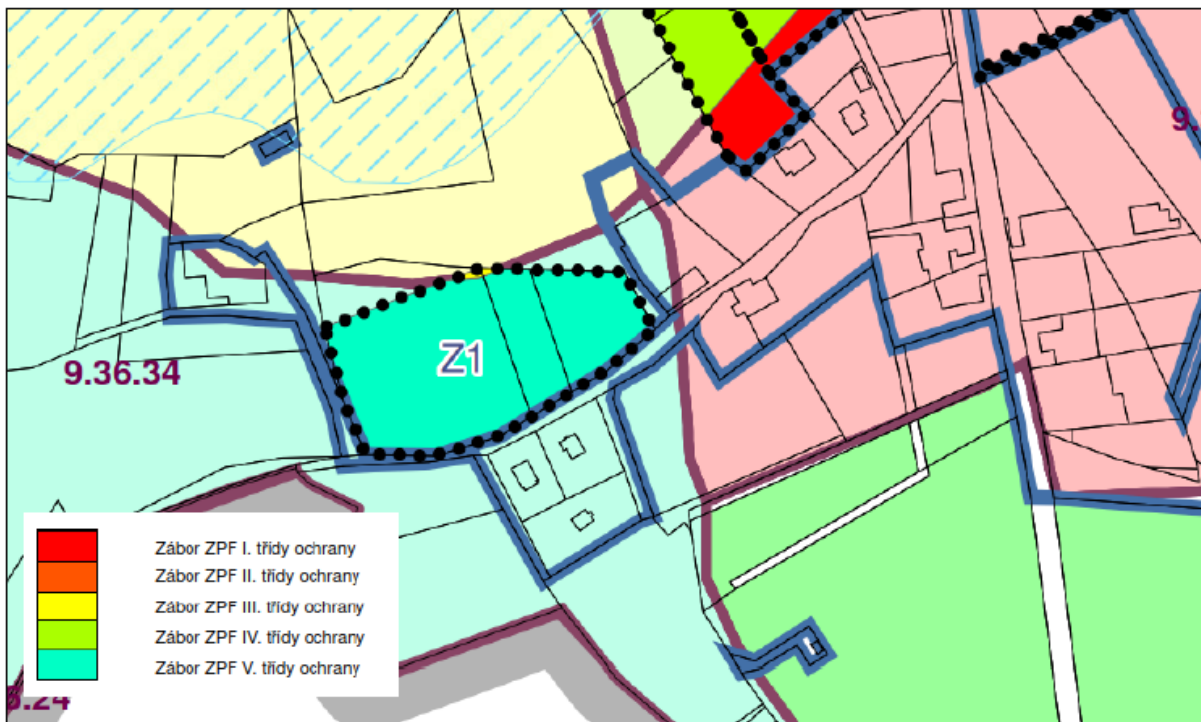 9
Z1
9.36.34
Zábor ZPF I. třídy ochrany
Zábor ZPF II. třídy ochrany
Zábor ZPF III. třídy ochrany
Zábor ZPF IV. třídy ochrany
Zábor ZPF V. třídy ochrany